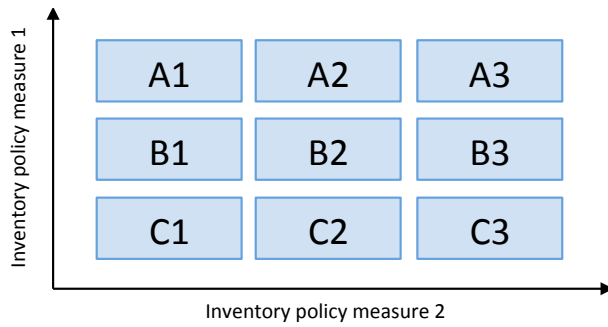 Inventory policy measure 1
A1 A2 A3
B1 B2 B3
C1 C2 C3
Inventory policy measure 2